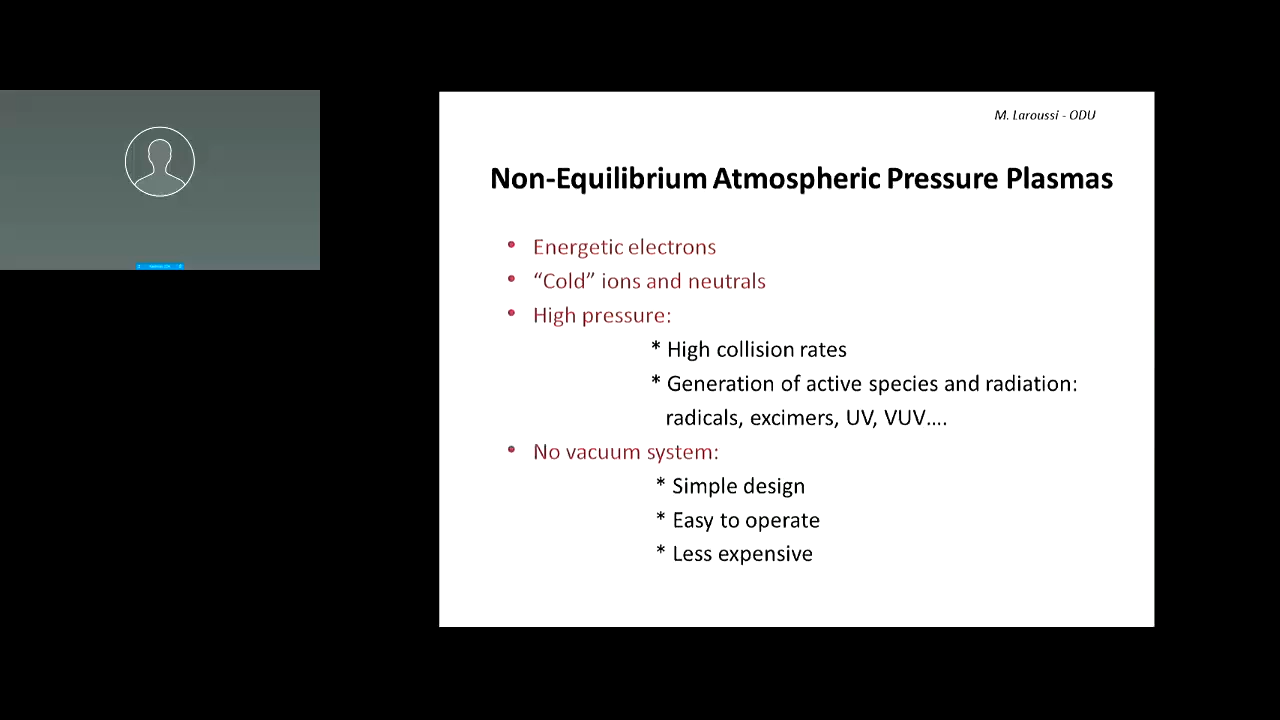 M. Laroussi - ODU
Non-Equilibrium Atmospheric Pressure Plasmas
• Energetic electrons
• “Cold” ions and neutrals
• High pressure:
* High collision rates
* Generation of active species and radiation:
radicals, excimers, UV, VUV....
• No vacuum system:
* Simple design
* Easy to operate
* Less expensive